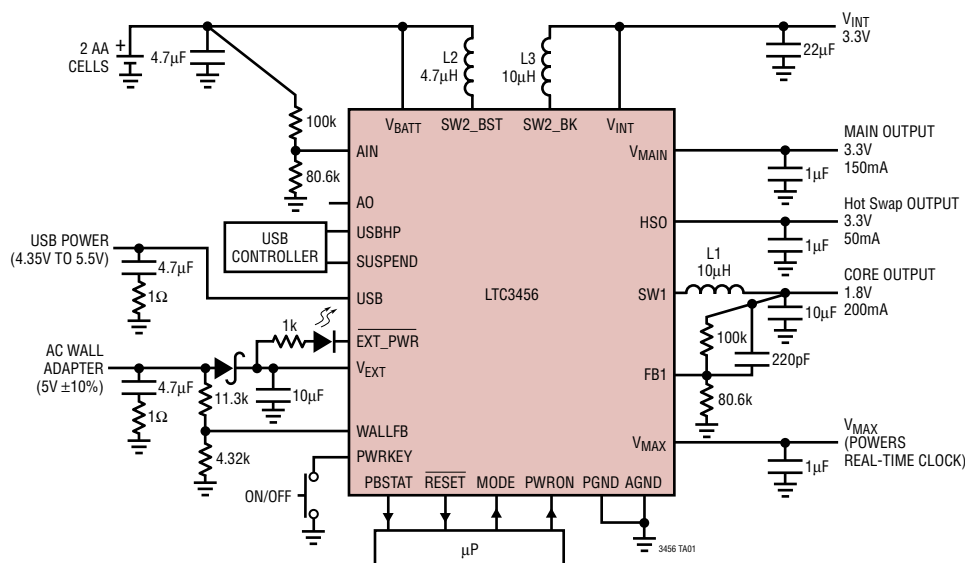 2 AA
CELLS
4.7µF
L2
4.7µH
L3
10µH
22µF
VINT
3.3V
100k
80.6k
VBATT
SW2_BST
SW2_BK
VINT
AIN
AO
USBHP
SUSPEND
USB
EXT_PWR
VEXT
WALLFB
PWRKEY
LTC3456
VMAIN
HSO
SW1
FB1
VMAX
PBSTAT
RESET
MODE
PWRON
PGND
AGND
MAIN OUTPUT
3.3V
150mA
1µF
Hot Swap OUTPUT
3.3V
50mA
1µF
L1
10µH
CORE OUTPUT
1.8V
200mA
10µF
100k
220pF
80.6k
VMAX
(POWERS
REAL-TIME CLOCK)
1µF
USB
CONTROLLER
USB POWER
(4.35V TO 5.5V)
4.7µF
1Ω
1k
AC WALL
ADAPTER
(5V ±10%)
4.7µF
1Ω
11.3k
10µF
4.32k
ON/OFF
µP
3456 TA01